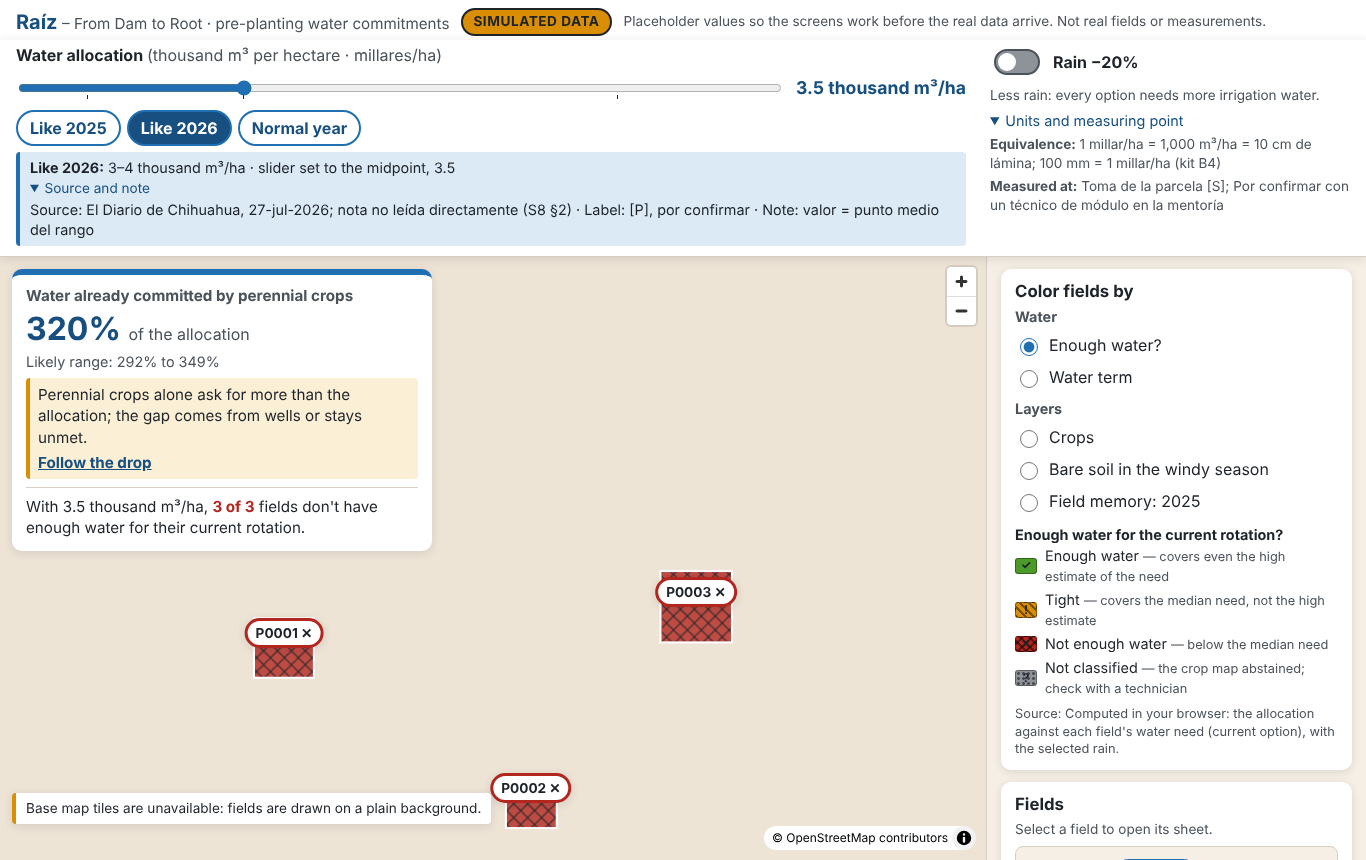 Raíz – From Dam to Root · pre-planting water commitments SIMULATED DATA Placeholder values so the screens work before the real data arrive. Not real fields or measurements.
Water allocation (thousand m³ per hectare · millares/ha)
3.5 thousand m³/ha
Like 2025 Like 2026 Normal year
Like 2026: 3–4 thousand m³/ha · slider set to the midpoint, 3.5
▼ Source and note
Source: El Diario de Chihuahua, 27-jul-2026; nota no leída directamente (S8 §2) · Label: [P], por confirmar · Note: valor = punto medio
del rango
Rain −20%
Less rain: every option needs more irrigation water.
▼ Units and measuring point
Equivalence: 1 millar/ha = 1,000 m³/ha = 10 cm de
lámina; 100 mm = 1 millar/ha (kit B4)
Measured at: Toma de la parcela [S]; Por confirmar con
un técnico de módulo en la mentoría
Water already committed by perennial crops
320% of the allocation
Likely range: 292% to 349%
Perennial crops alone ask for more than the
allocation; the gap comes from wells or stays
unmet.
Follow the drop
With 3.5 thousand m³/ha, 3 of 3 fields don't have
enough water for their current rotation.
+
−
P0003 ✕
P0001 ✕
P0002 ✕
Base map tiles are unavailable: fields are drawn on a plain background.
© OpenStreetMap contributors
Color fields by
Water
Enough water?
Water term
Layers
Crops
Bare soil in the windy season
Field memory: 2025
Enough water for the current rotation?
Enough water — covers even the high
estimate of the need
Tight — covers the median need, not the high
estimate
Not enough water — below the median need
Not classified — the crop map abstained;
check with a technician
Source: Computed in your browser: the allocation
against each field's water need (current option), with
the selected rain.
Fields
Select a field to open its sheet.